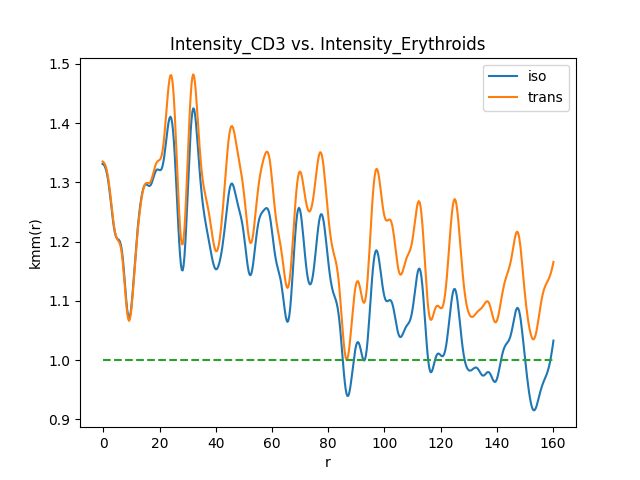 Intensity_CD3 vs. Intensity_Erythroids
iso
trans
kmm(r)
1.5
1.4
1.3
1.2
1.1
1.0
0.9
0 20 40 60 80 100 120 140 160
r